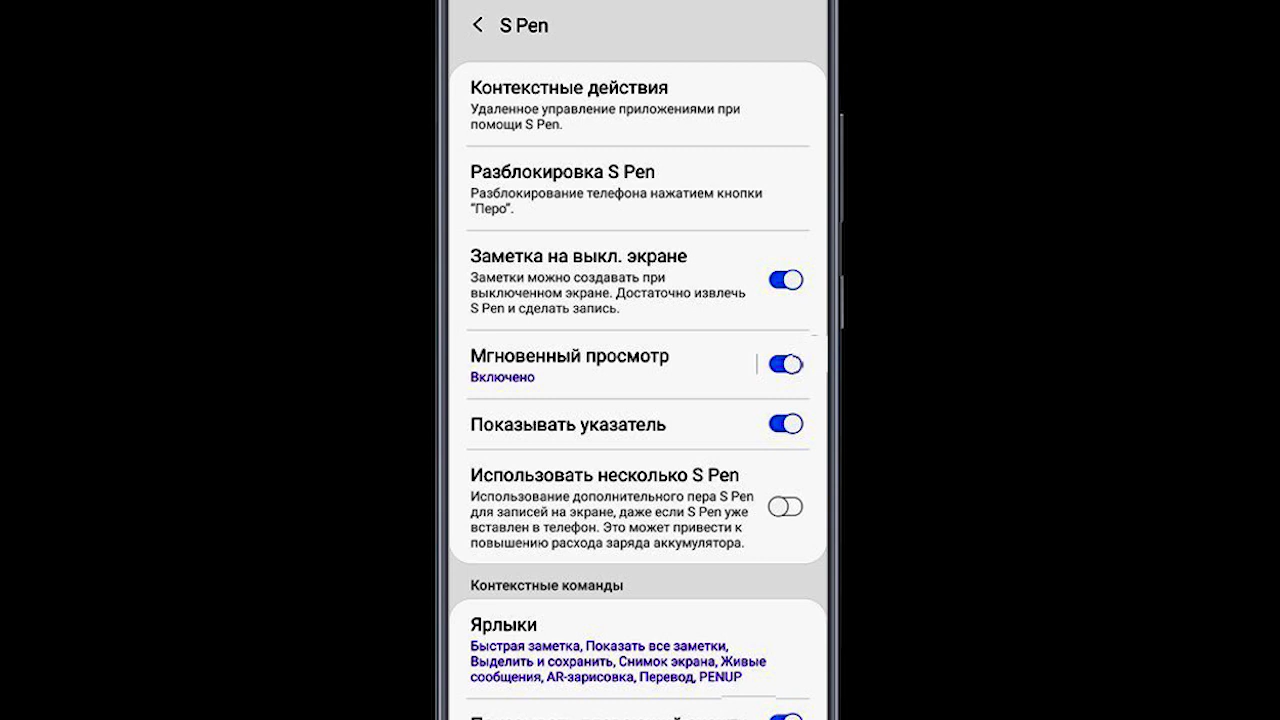 S Pen
Контекстные действия
Удаленное управление приложениями при
помощи S Pen.
Разблокировка S Pen
Разблокирование телефона нажатием кнопки
“Перо”.
Заметка на выкл. экране
Заметки можно создавать при
выключенном экране. Достаточно извлечь
S Pen и сделать запись.
Мгновенный просмотр
Включено
Показывать указатель
Использовать несколько S Pen
Использование дополнительного пера S Pen
для записей на экране, даже если S Pen уже
вставлен в телефон. Это может привести к
повышению расхода заряда аккумулятора.
Контекстные команды
Ярлыки
Быстрая заметка, Показать все заметки,
Выделить и сохранить, Снимок экрана, Живые
сообщения, AR-зарисовка, Перевод, PENUP